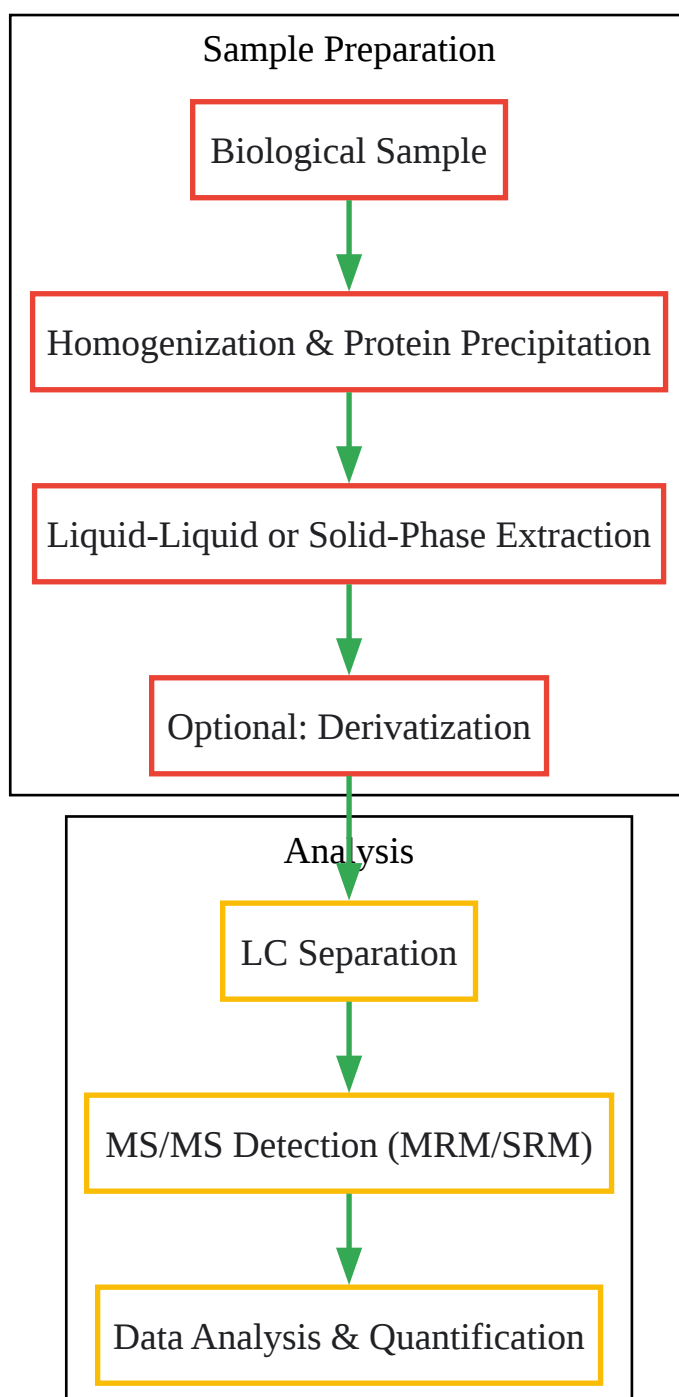 Sample Preparation
Biological Sample
Homogenization & Protein Precipitation
Liquid-Liquid or Solid-Phase Extraction
Optional: Derivatization
Analysis
LC Separation
MS/MS Detection (MRM/SRM)
Data Analysis & Quantification